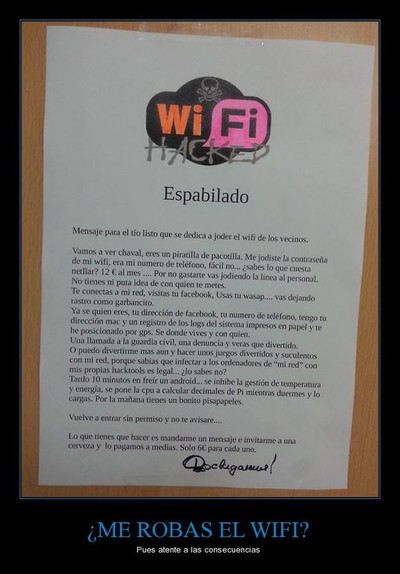 WiFi
HACKED
Espabilado
Mensaje para el tío listo que se dedica a joder el wifi de los vecinos.
Vamos a ver chaval, eres un piratilla de pacotilla. Me jodiste la contraseña
de mi wifi, era mi numero de teléfono, fácil no... ¿sabes lo que cuesta
netllar? 12 € al mes .... Por no gastarte vas jodiendo la linea al personal.
No tienes ni puta idea de con quien te metes.
Te conectas a mi red, visitas tu facebook, Usas tu wasap.... vas dejando
rastro como garbancito.
Ya se quien eres, tu dirección de facebook, tu numero de teléfono, tengo tu
dirección mac y un registro de los logs del sistema impresos en papel y te
he posicionado por gps. Se donde vives y con quien.
Una llamada a la guardia civil, una denuncia y veras que divertido.
O puedo divertirme mas aun y hacer unos juegos divertidos y suculentos
con mi red, porque sabias que infectar a los ordenadores de “mi red” con
mis propias hacktools es legal... ¿lo sabes no?
Tardo 10 minutos en freír un android... se inhibe la gestión de temperatura
y energía, se pone la cpu a calcular decimales de Pi mientras duermes y lo
cargas. Por la mañana tienes un bonito pisapapeles.
Vuelve a entrar sin permiso y no te avisare....
Lo que tienes que hacer es mandarme un mensaje e invitarme a una
cerveza y lo pagamos a medias. Solo 6€ para cada uno.
¿ME ROBAS EL WIFI?
Pues atente a las consecuencias